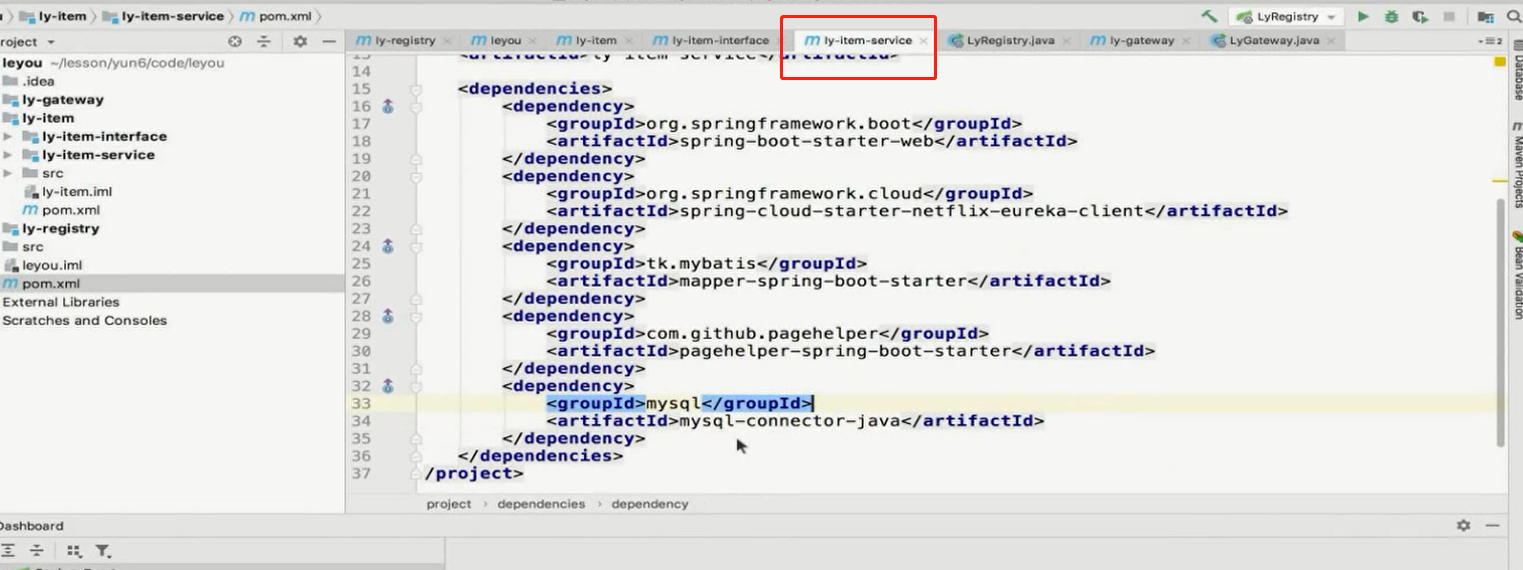 ly-item ly-item-service pom.xml
LyRegistry
roject
ly-registry leyou ly-item ly-item-interface ly-item-service LyRegistry.java ly-gateway LyGateway.java
leyou ~/lesson/yun6/code/leyou
.idea
ly-gateway
ly-item
ly-item-interface
ly-item-service
src
ly-item.iml
pom.xml
ly-registry
src
leyou.iml
pom.xml
External Libraries
Scratches and Consoles
13 <artifactId>ly-item-service</artifactId>
14
15 <dependencies>
16 <dependency>
17 <groupId>org.springframework.boot</groupId>
18 <artifactId>spring-boot-starter-web</artifactId>
19 </dependency>
20 <dependency>
21 <groupId>org.springframework.cloud</groupId>
22 <artifactId>spring-cloud-starter-netflix-eureka-client</artifactId>
23 </dependency>
24 <dependency>
25 <groupId>tk.mybatis</groupId>
26 <artifactId>mapper-spring-boot-starter</artifactId>
27 </dependency>
28 <dependency>
29 <groupId>com.github.pagehelper</groupId>
30 <artifactId>pagehelper-spring-boot-starter</artifactId>
31 </dependency>
32 <dependency>
33 <groupId>mysql</groupId>
34 <artifactId>mysql-connector-java</artifactId>
35 </dependency>
36 </dependencies>
37 /project>
project dependencies dependency
Database
Maven Projects
Bean Validation
Dashboard